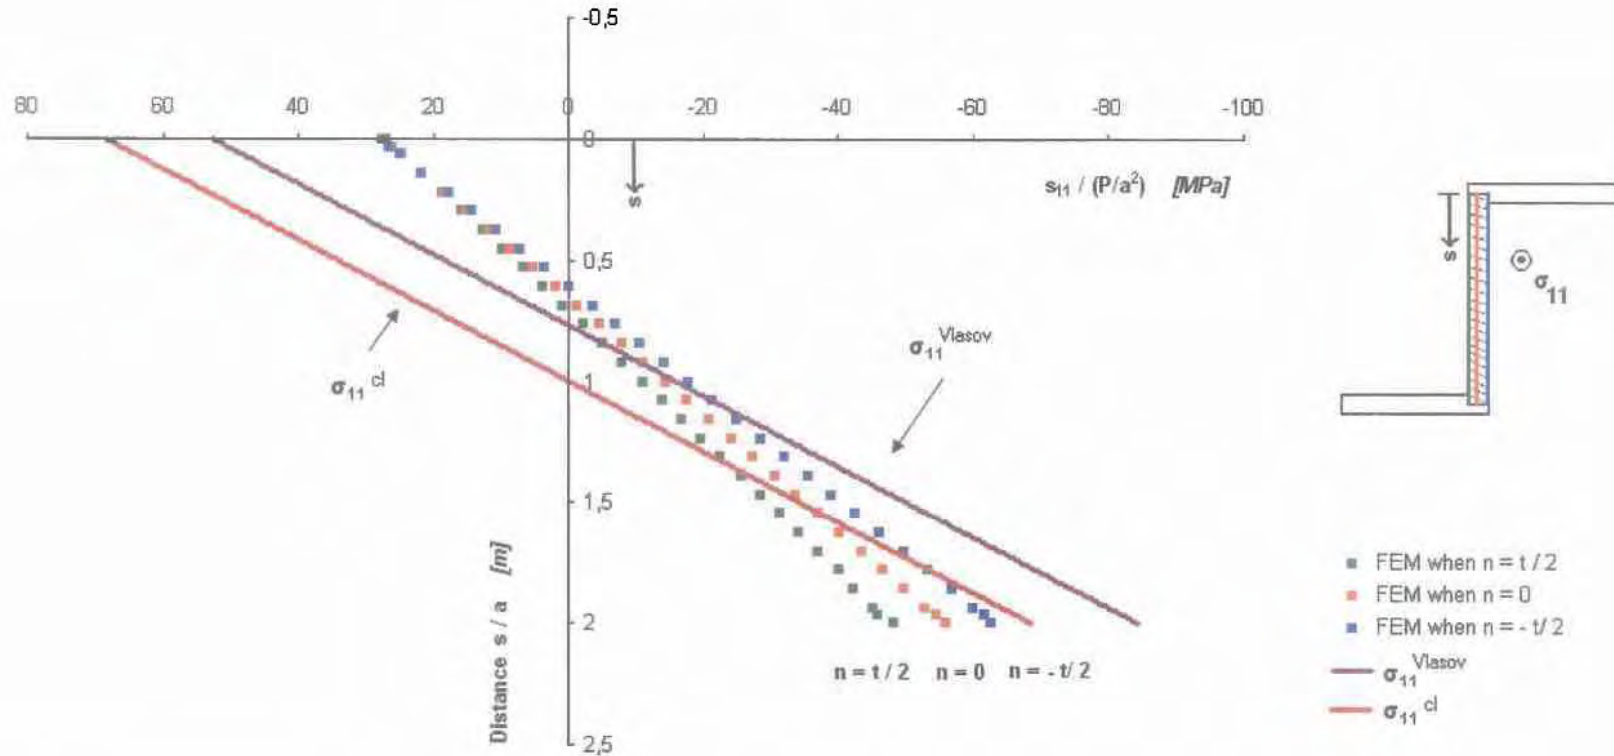 -0,5
80 60 40 20 0 -20 -40 -60 -80 -100
0
s
s₁₁ / (P/a²) [MPa]
0,5
σ₁₁ cl
σ₁₁ Vlasov
1
1,5
2
2,5
Distance s / a [m]
n = t / 2 n = 0 n = - t/ 2
s
σ₁₁
FEM when n = t / 2
FEM when n = 0
FEM when n = - t/ 2
σ₁₁ Vlasov
σ₁₁ cl